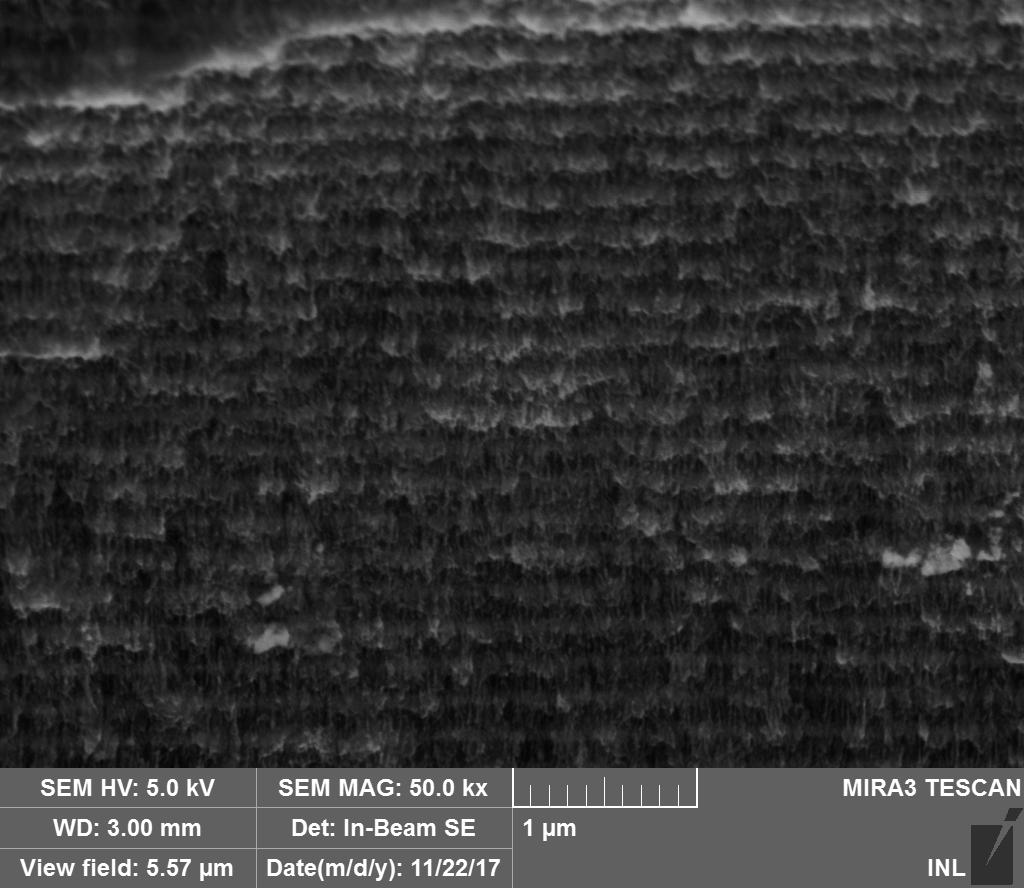 SEM HV: 5.0 kV
SEM MAG: 50.0 kx
MIRA3 TESCAN
WD: 3.00 mm
Det: In-Beam SE
1 µm
View field: 5.57 µm
Date(m/d/y): 11/22/17
INL